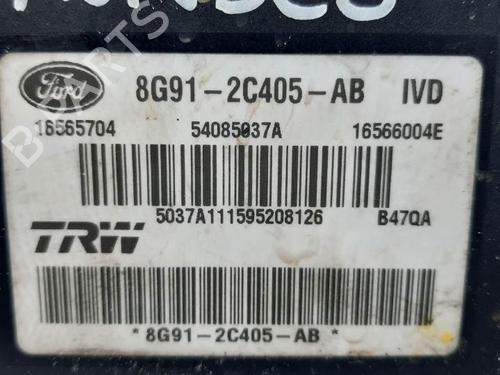 Ford
8G91-2C405-AB IVD
16565704 54085037A 16566004E
5037A111595208126 B47QA
TRW
*8G91-2C405-AB*